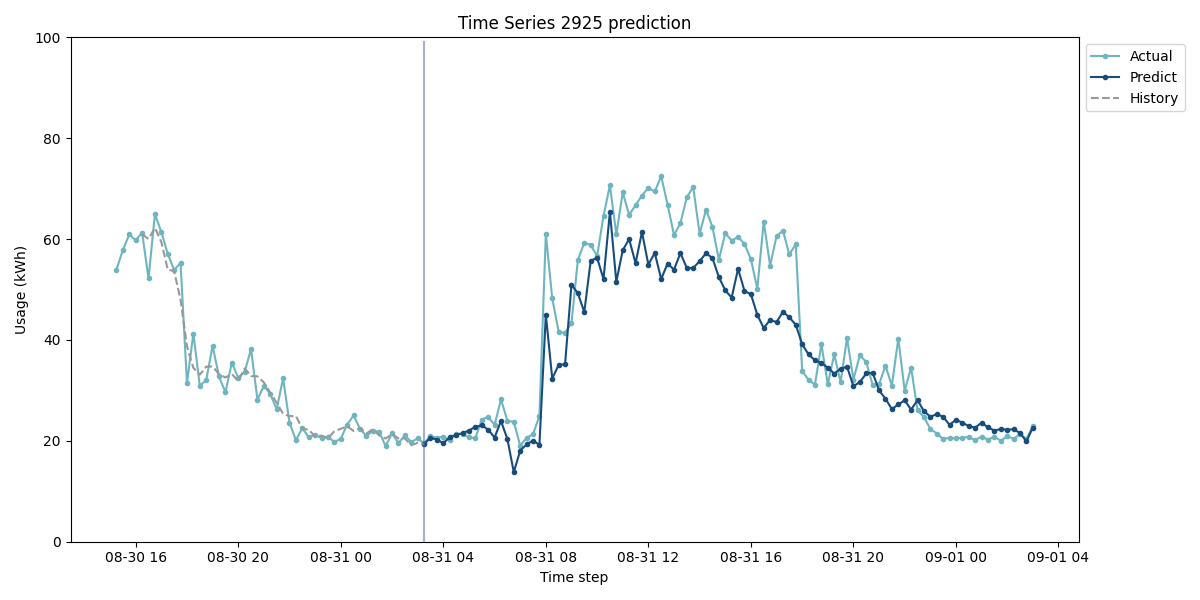 Time Series 2925 prediction
100
80
60
40
20
0
Usage (kWh)
08-30 16
08-30 20
08-31 00
08-31 04
08-31 08
08-31 12
08-31 16
08-31 20
09-01 00
09-01 04
Time step
Actual
Predict
History